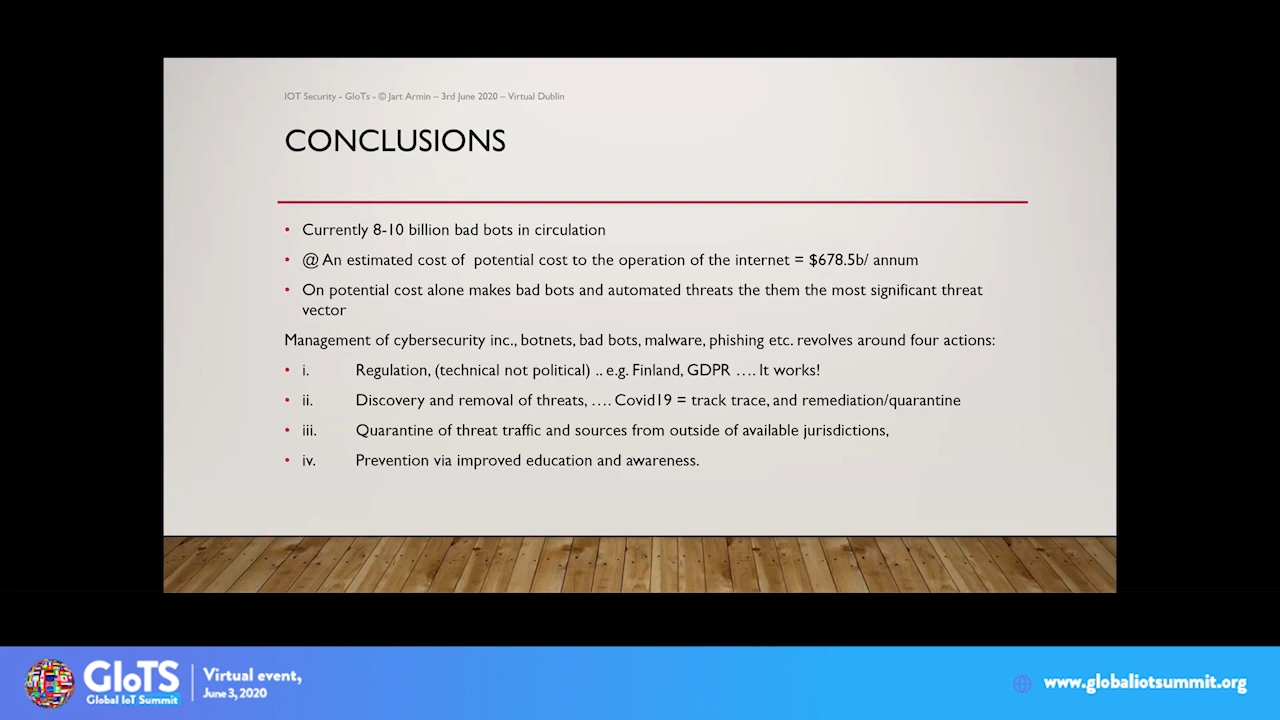 IOT Security - GIoTs - © Jart Armin – 3rd June 2020 – Virtual Dublin
CONCLUSIONS
• Currently 8-10 billion bad bots in circulation
• @ An estimated cost of  potential cost to the operation of the internet = $678.5b/ annum
• On potential cost alone makes bad bots and automated threats the them the most significant threat
vector
Management of cybersecurity inc., botnets, bad bots, malware, phishing etc. revolves around four actions:
• i. Regulation, (technical not political) .. e.g. Finland, GDPR …. It works!
• ii. Discovery and removal of threats, …. Covid19 = track trace, and remediation/quarantine
• iii. Quarantine of threat traffic and sources from outside of available jurisdictions,
• iv. Prevention via improved education and awareness.
GIoTS
Global IoT Summit
Virtual event,
June 3, 2020
www.globaliotsummit.org